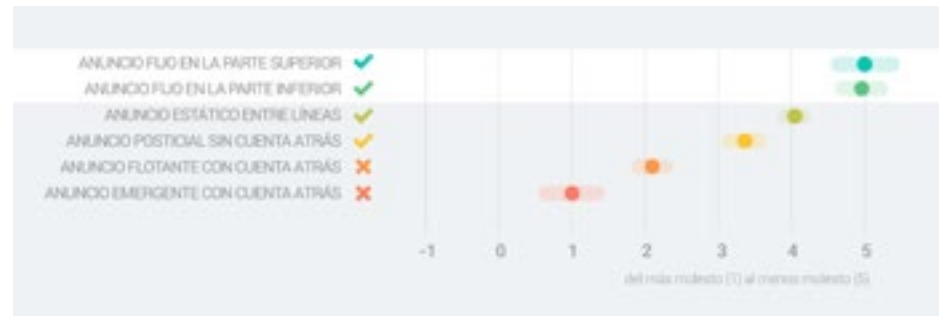 ANUNCIO FIJO EN LA PARTE SUPERIOR
ANUNCIO FIJO EN LA PARTE INFERIOR
ANUNCIO ESTÁTICO ENTRE LÍNEAS
ANUNCIO POSTICIAL SIN CUENTA ATRÁS
ANUNCIO FLOTANTE CON CUENTA ATRÁS
ANUNCIO EMERGENTE CON CUENTA ATRÁS
-1 0 1 2 3 4 5
del más molesto (1) al menos molesto (5)